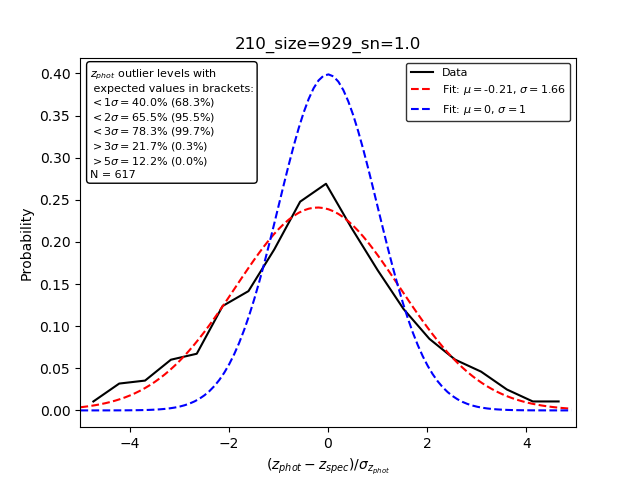 210_size=929_sn=1.0
z_phot outlier levels with
expected values in brackets:
< 1σ = 40.0% (68.3%)
< 2σ = 65.5% (95.5%)
< 3σ = 78.3% (99.7%)
> 3σ = 21.7% (0.3%)
> 5σ = 12.2% (0.0%)
N = 617
Data
Fit: μ = -0.21, σ = 1.66
Fit: μ = 0, σ = 1
Probability
0.40
0.35
0.30
0.25
0.20
0.15
0.10
0.05
0.00
−4 −2 0 2 4
(z_phot − z_spec)/σ_z_phot